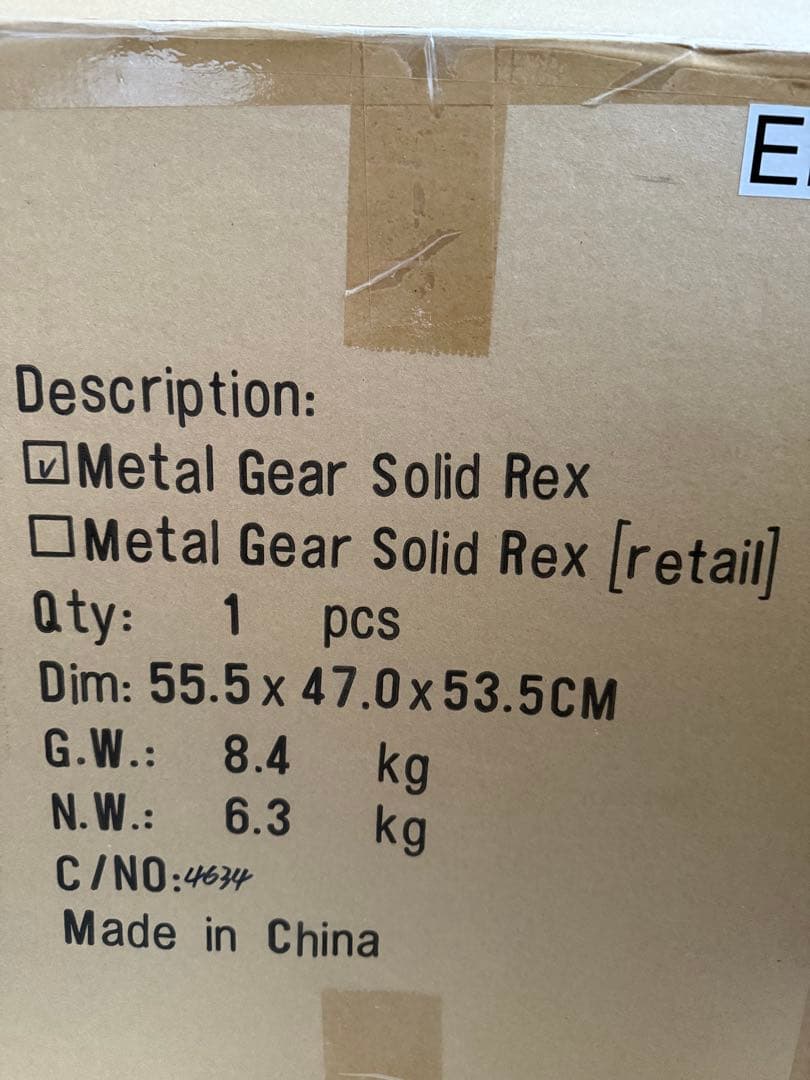 Description:
☑Metal Gear Solid Rex
☐Metal Gear Solid Rex [retail]
Qty: 1 pcs
Dim: 55.5 x 47.0 x 53.5CM
G.W.: 8.4 kg
N.W.: 6.3 kg
C/NO:4634
Made in China